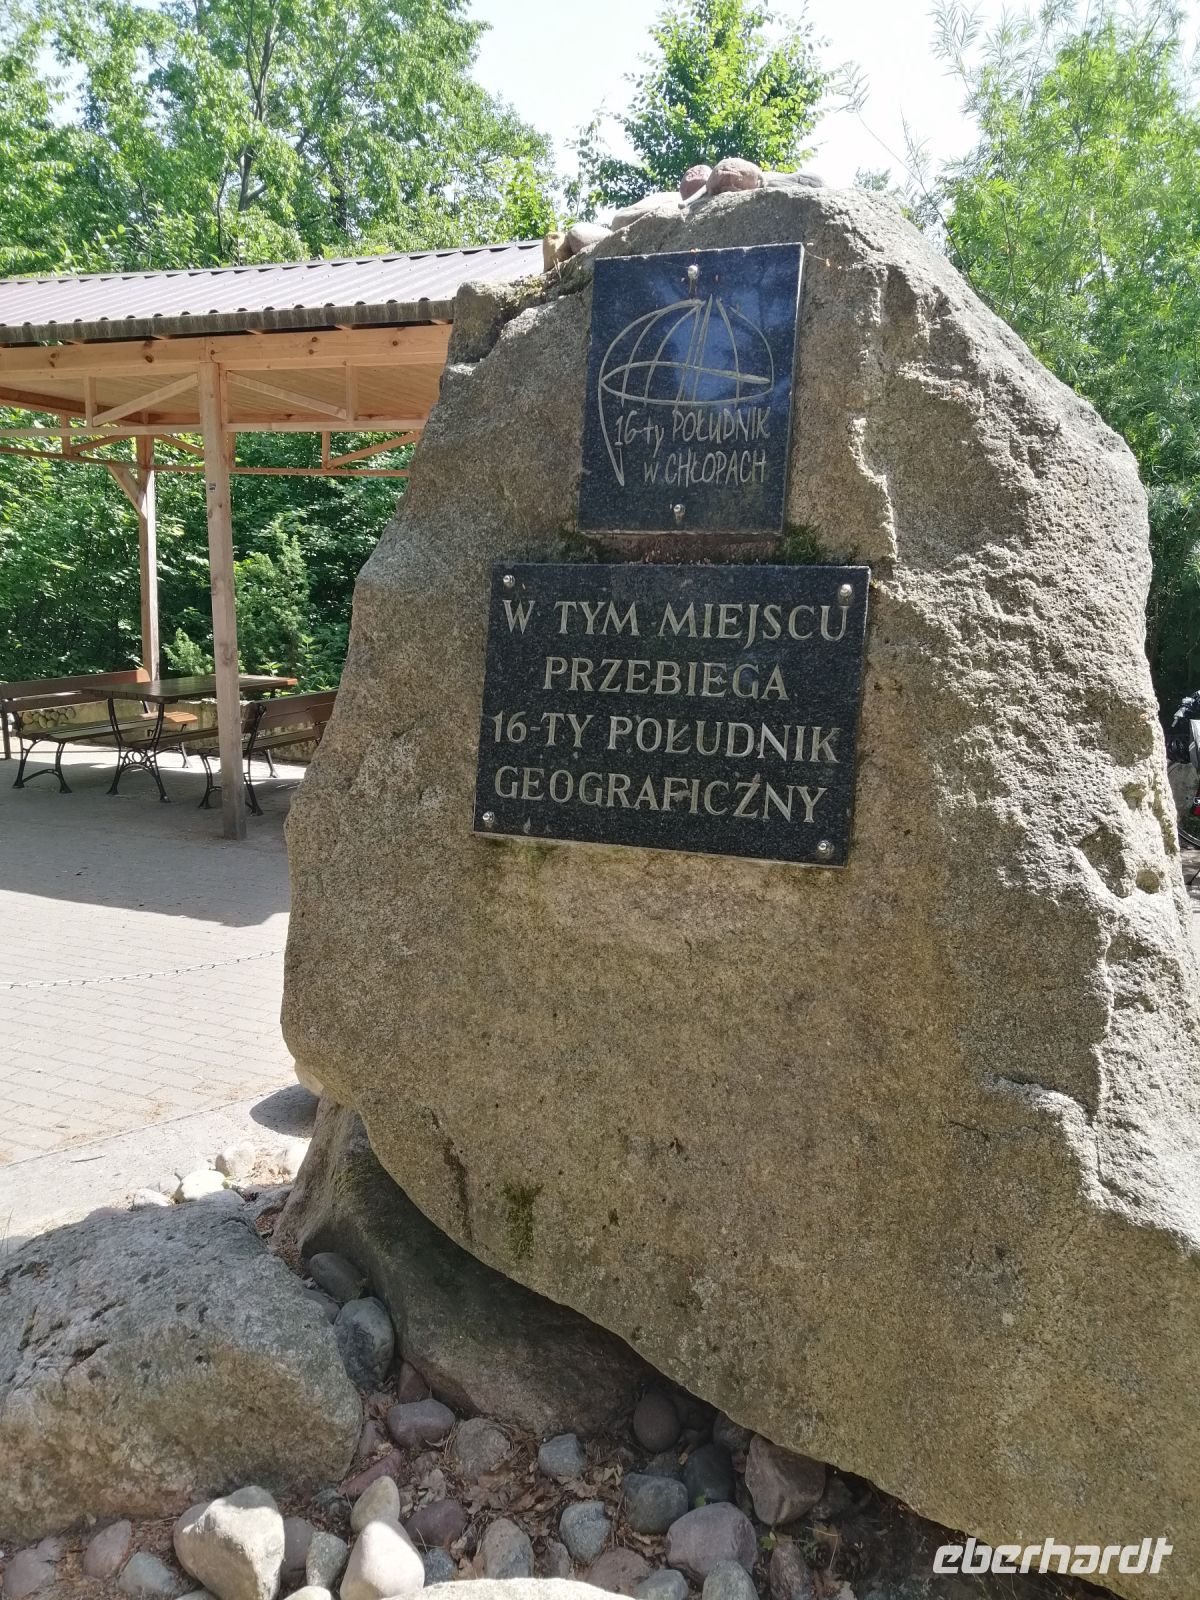 16-ty POŁUDNIK
w CHŁOPACH
W TYM MIEJSCU
PRZEBIEGA
16-TY POŁUDNIK
GEOGRAFICZNY
eberhardt